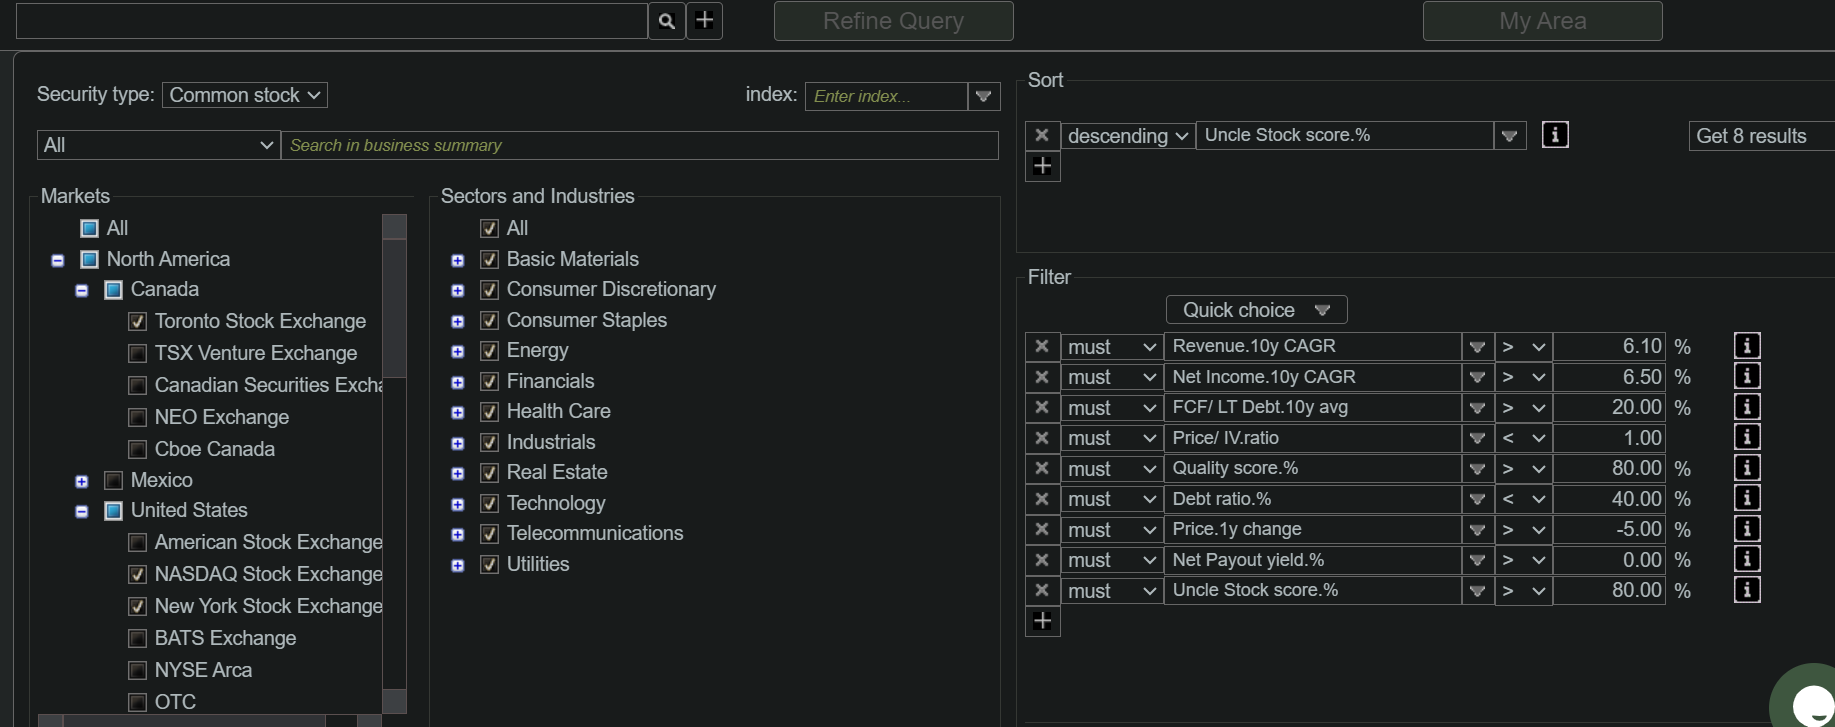 Refine Query
My Area
Security type: Common stock
index: Enter index...
All
Search in business summary
Markets
All
North America
Canada
Toronto Stock Exchange
TSX Venture Exchange
Canadian Securities Excha
NEO Exchange
Cboe Canada
Mexico
United States
American Stock Exchange
NASDAQ Stock Exchange
New York Stock Exchange
BATS Exchange
NYSE Arca
OTC
Sectors and Industries
All
Basic Materials
Consumer Discretionary
Consumer Staples
Energy
Financials
Health Care
Industrials
Real Estate
Technology
Telecommunications
Utilities
Sort
descending Uncle Stock score.% i Get 8 results
Filter
Quick choice
must Revenue.10y CAGR > 6.10 % i
must Net Income.10y CAGR > 6.50 % i
must FCF/ LT Debt.10y avg > 20.00 % i
must Price/ IV.ratio < 1.00 i
must Quality score.% > 80.00 % i
must Debt ratio.% < 40.00 % i
must Price.1y change > -5.00 % i
must Net Payout yield.% > 0.00 % i
must Uncle Stock score.% > 80.00 % i